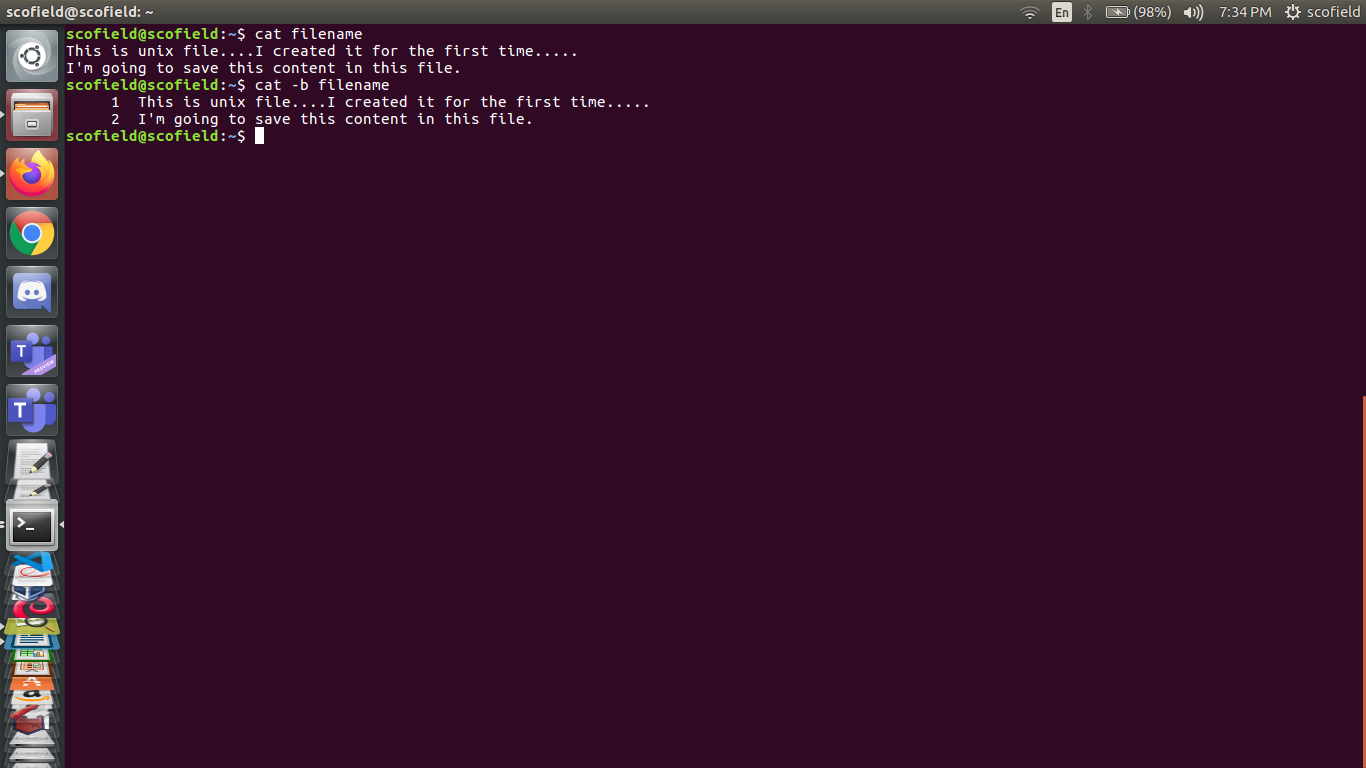 scofield@scofield: ~
En
(98%)
7:34 PM
scofield
scofield@scofield:~$ cat filename
This is unix file....I created it for the first time.....
I'm going to save this content in this file.
scofield@scofield:~$ cat -b filename
1 This is unix file....I created it for the first time.....
2 I'm going to save this content in this file.
scofield@scofield:~$
T
PREVIEW
T
>_
a